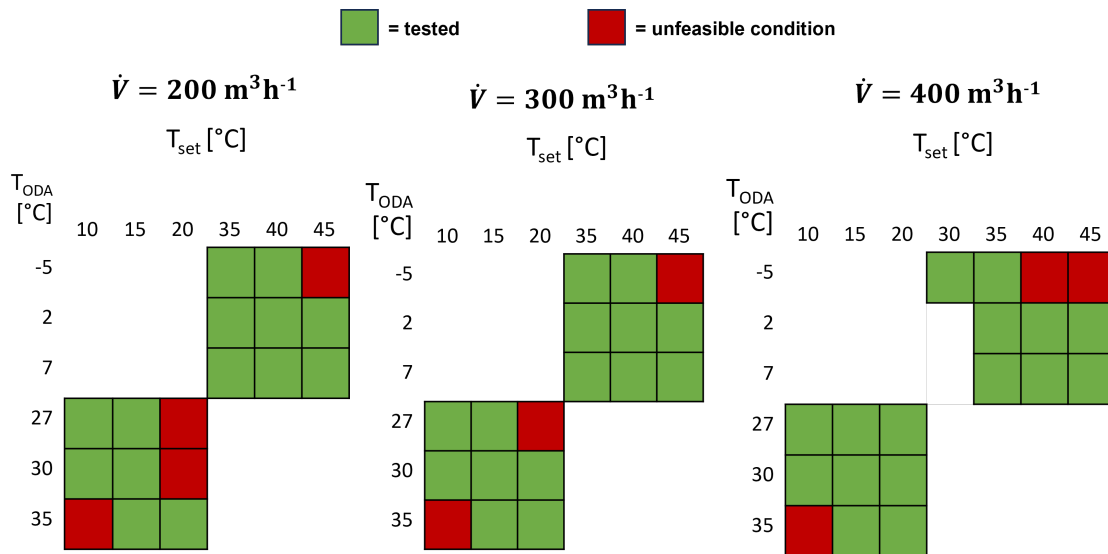 = tested
= unfeasible condition
V̇ = 200 m³h⁻¹
T_set [°C]
T_ODA
[°C]
10 15 20 35 40 45
-5
2
7
27
30
35
V̇ = 300 m³h⁻¹
T_set [°C]
T_ODA
[°C]
10 15 20 35 40 45
-5
2
7
27
30
35
V̇ = 400 m³h⁻¹
T_set [°C]
T_ODA
[°C]
10 15 20 30 35 40 45
-5
2
7
27
30
35